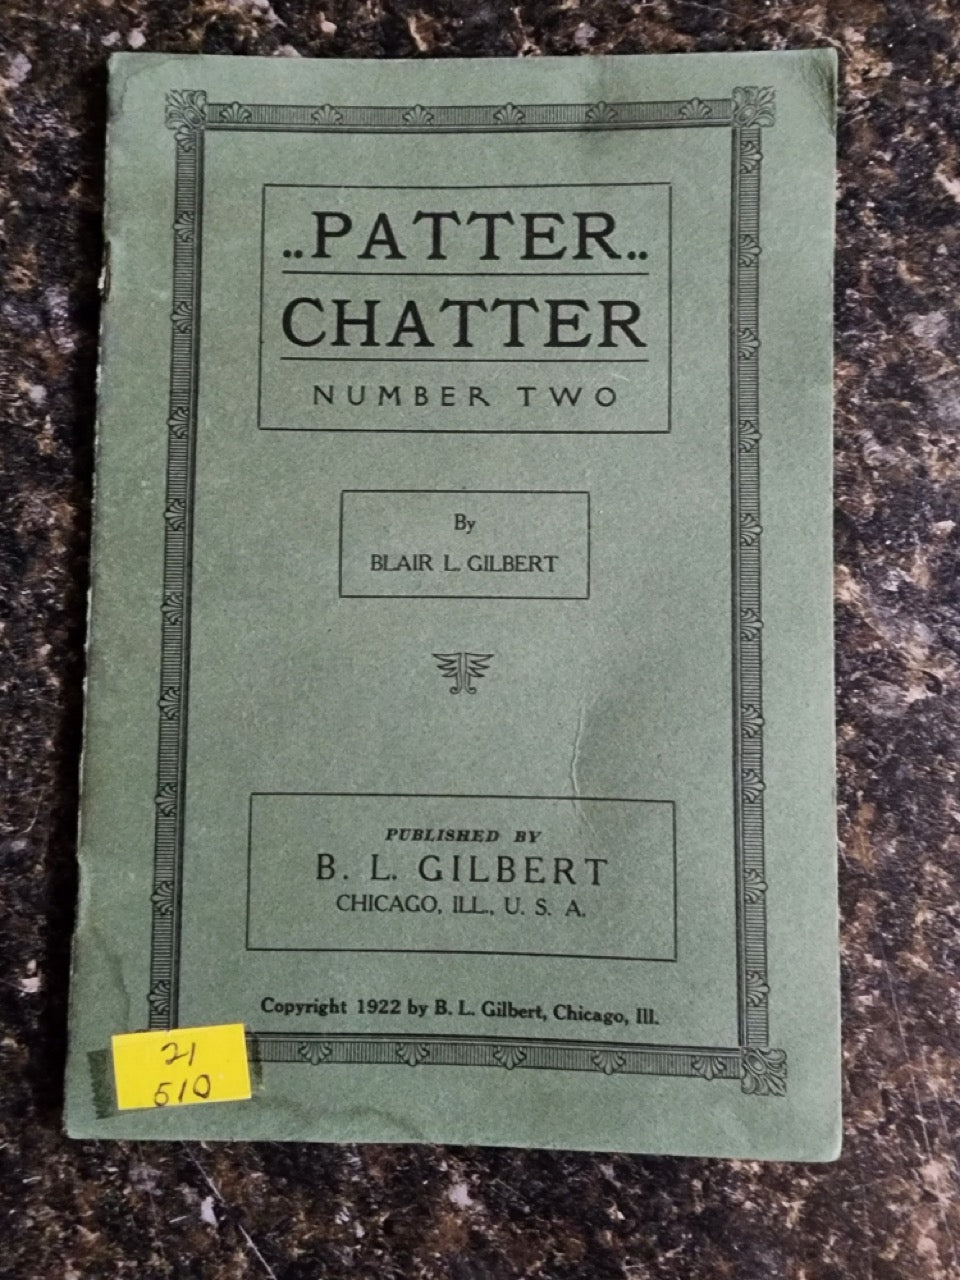 ..PATTER..
CHATTER
NUMBER TWO
By
BLAIR L. GILBERT
PUBLISHED BY
B. L. GILBERT
CHICAGO, ILL., U. S. A.
Copyright 1922 by B. L. Gilbert, Chicago, Ill.
21
510